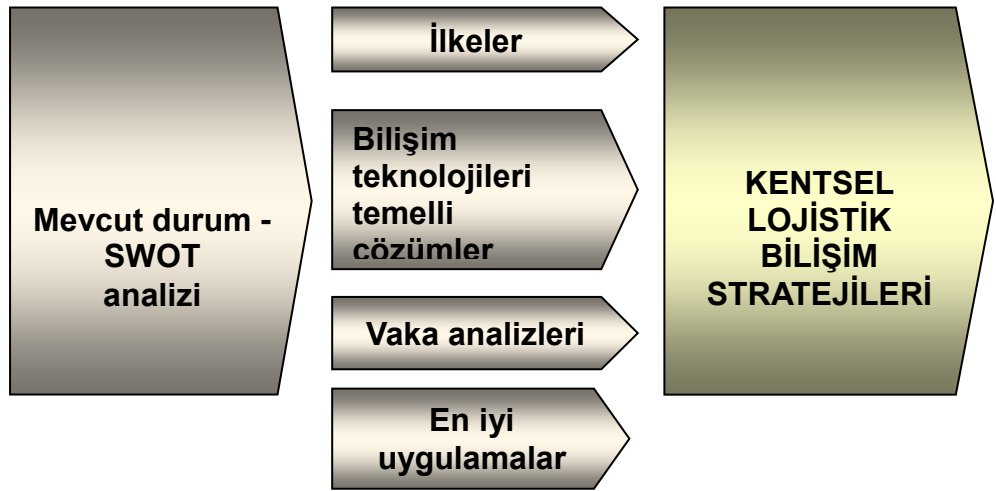 Mevcut durum -
SWOT
analizi
İlkeler
Bilişim
teknolojileri
temelli
çözümler
Vaka analizleri
En iyi
uygulamalar
KENTSEL
LOJİSTİK
BİLİŞİM
STRATEJİLERİ